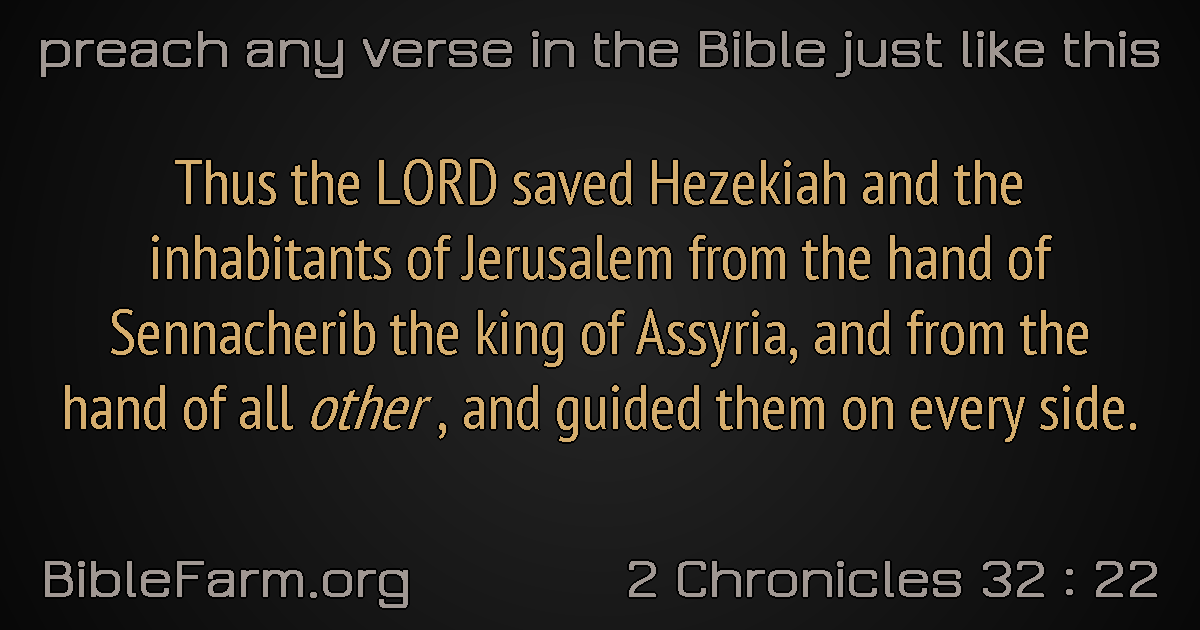 preach any verse in the Bible just like this
Thus the LORD saved Hezekiah and the
inhabitants of Jerusalem from the hand of
Sennacherib the king of Assyria, and from the
hand of all other , and guided them on every side.
BibleFarm.org
2 Chronicles 32 : 22